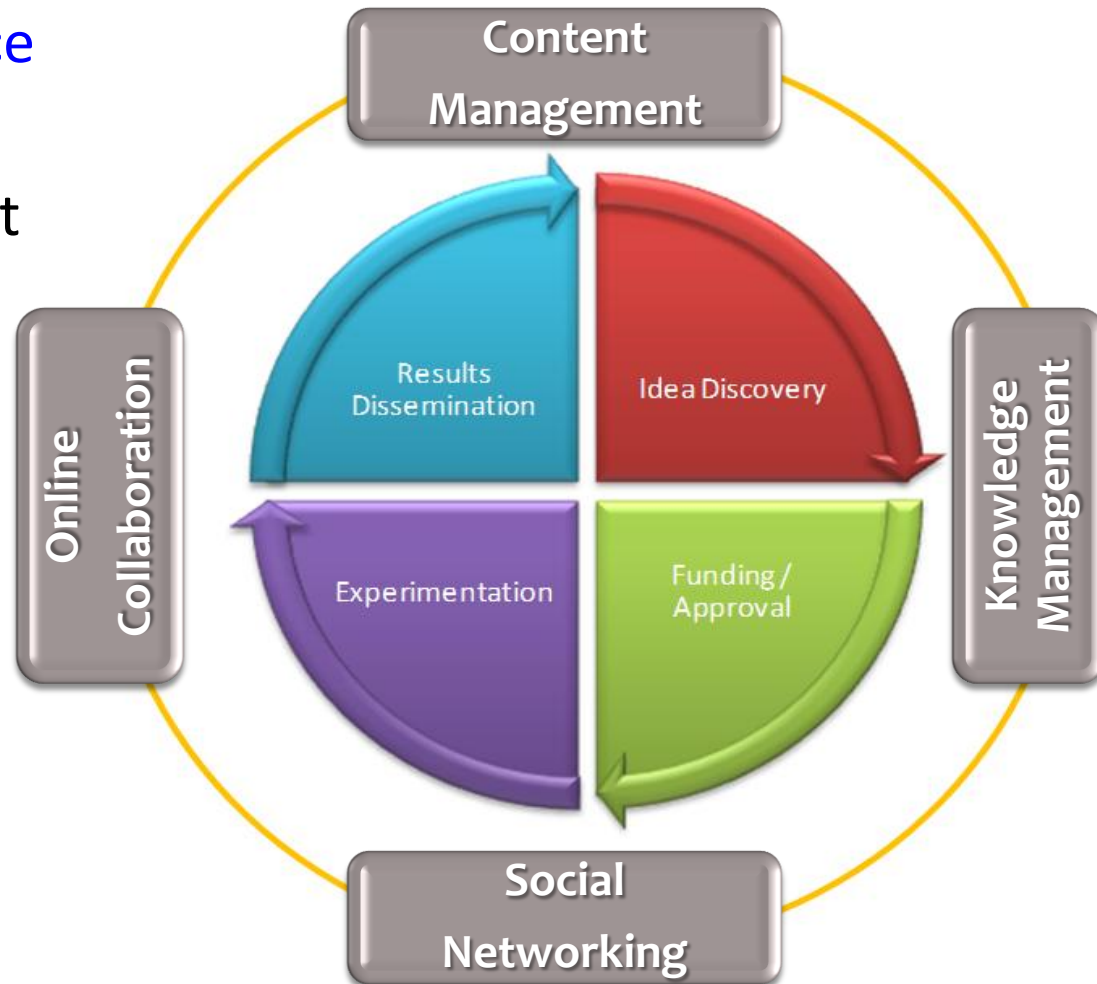 Content
Management
Results
Dissemination
Idea Discovery
Online
Collaboration
Knowledge
Management
Experimentation
Funding /
Approval
Social
Networking